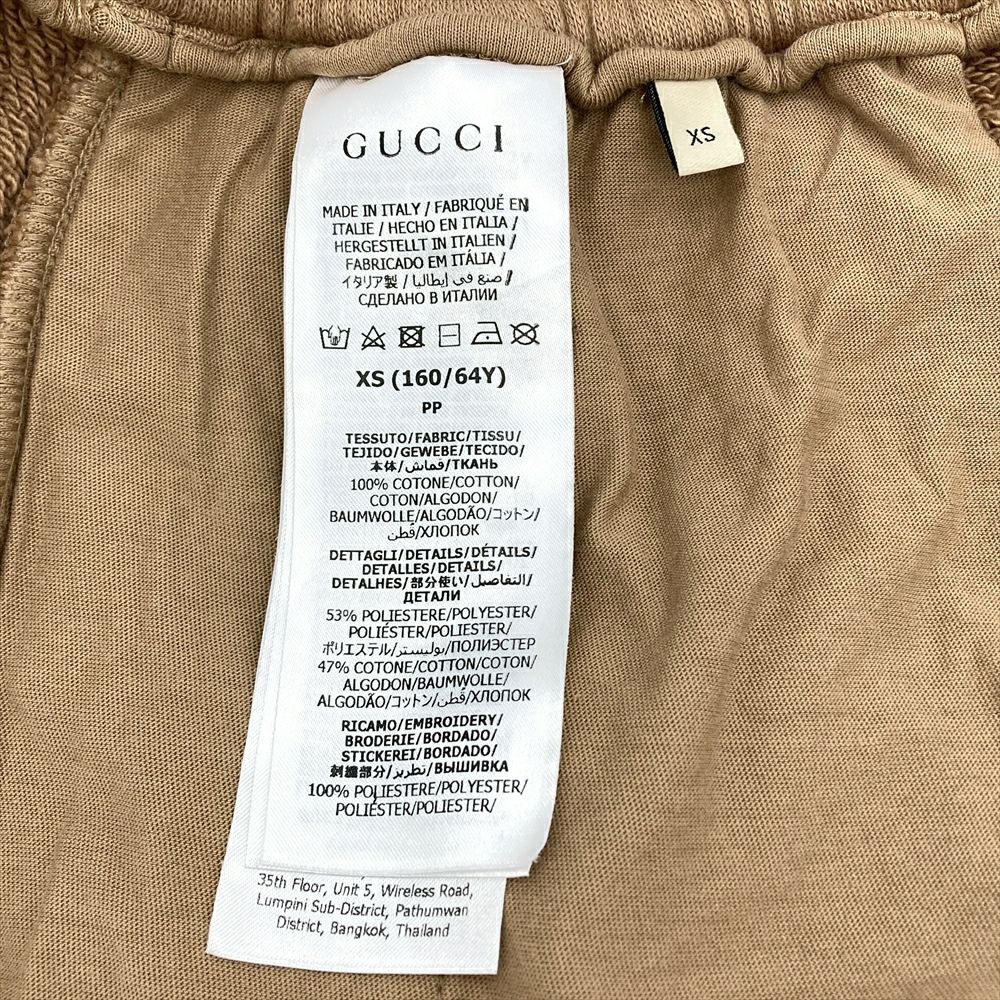 GUCCI
XS
MADE IN ITALY / FABRIQUÉ EN
ITALIE / HECHO EN ITALIA /
HERGESTELLT IN ITALIEN /
FABRICADO EM ITÁLIA /
イタリア製 / صنع في إيطاليا /
СДЕЛАНО В ИТАЛИИ
XS (160/64Y)
PP
TESSUTO/FABRIC/TISSU/
TEJIDO/GEWEBE/TECIDO/
本体/قماش/ТКАНЬ
100% COTONE/COTTON/
COTON/ALGODON/
BAUMWOLLE/ALGODÃO/コットン/
قطن/ХЛОПОК
DETTAGLI/DETAILS/DÉTAILS/
DETALLES/DETAILS/
DETALHES/部分使い/التفاصيل/
ДЕТАЛИ
53% POLIESTERE/POLYESTER/
POLIÉSTER/POLIESTER/
ポリエステル/بوليستر/ПОЛИЭСТЕР
47% COTONE/COTTON/COTON/
ALGODON/BAUMWOLLE/
ALGODÃO/コットン/قطن/ХЛОПОК
RICAMO/EMBROIDERY/
BRODERIE/BORDADO/
STICKEREI/BORDADO/
刺繍部分/تطريز/ВЫШИВКА
100% POLIESTERE/POLYESTER/
POLIÉSTER/POLIESTER/
35th Floor, Unit 5, Wireless Road,
Lumpini Sub-District, Pathumwan
District, Bangkok, Thailand